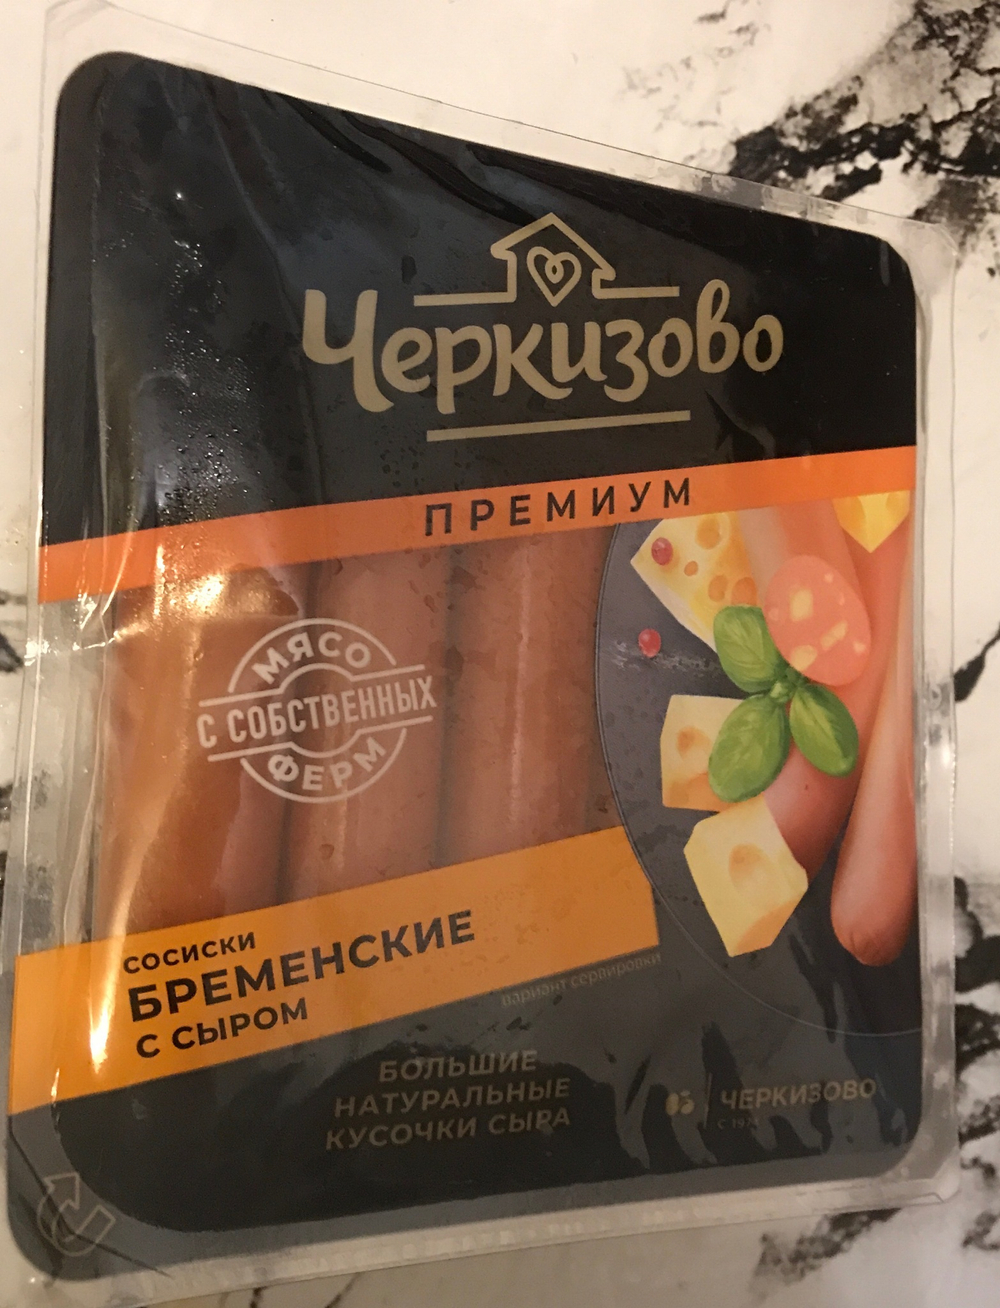 Черкизово
ПРЕМИУМ
МЯСО
С СОБСТВЕННЫХ
ФЕРМ
СОСИСКИ
БРЕМЕНСКИЕ
С СЫРОМ
вариант сервировки
БОЛЬШИЕ
НАТУРАЛЬНЫЕ
КУСОЧКИ СЫРА
ЧЕРКИЗОВО